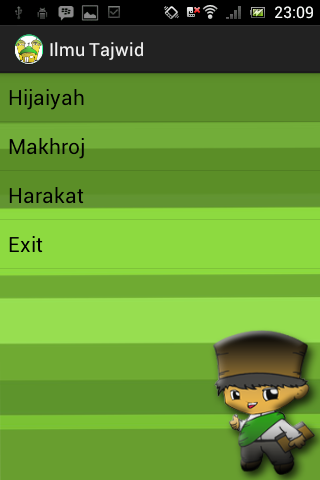 23:09
Ilmu Tajwid
Hijaiyah
Makhroj
Harakat
Exit